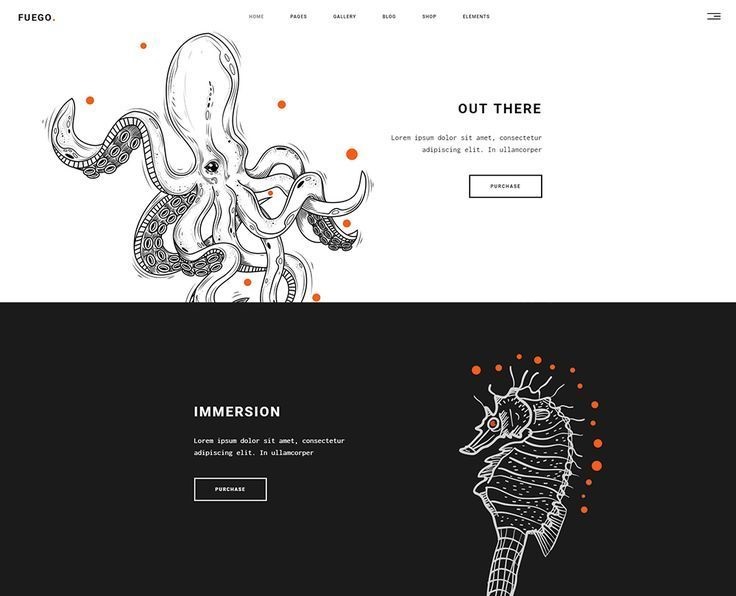 FUEGO.
HOME PAGES GALLERY BLOG SHOP ELEMENTS
OUT THERE
Lorem ipsum dolor sit amet, consectetur
adipiscing elit. In ullamcorper
PURCHASE
IMMERSION
Lorem ipsum dolor sit amet, consectetur
adipiscing elit. In ullamcorper
PURCHASE